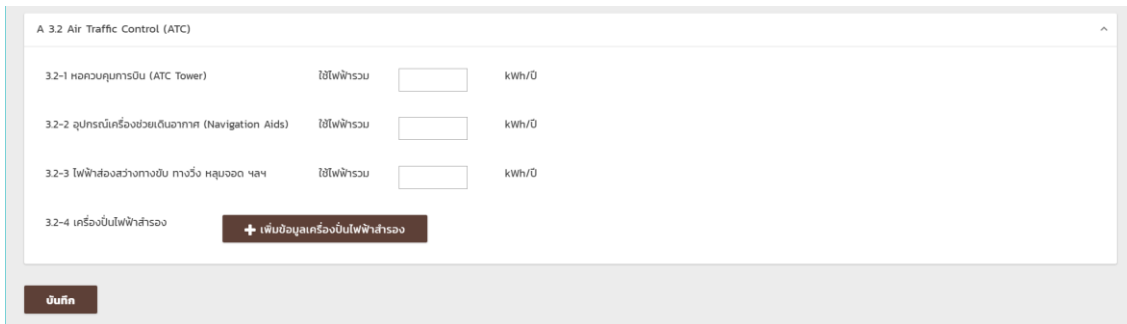 A 3.2 Air Traffic Control (ATC)
3.2-1 หอควบคุมการบิน (ATC Tower) ใช้ไฟฟ้ารวม kWh/ปี
3.2-2 อุปกรณ์เครื่องช่วยเดินอากาศ (Navigation Aids) ใช้ไฟฟ้ารวม kWh/ปี
3.2-3 ไฟฟ้าส่องสว่างทางขับ ทางวิ่ง หลุมจอด ฯลฯ ใช้ไฟฟ้ารวม kWh/ปี
3.2-4 เครื่องปั่นไฟฟ้าสำรอง + เพิ่มข้อมูลเครื่องปั่นไฟฟ้าสำรอง
บันทึก